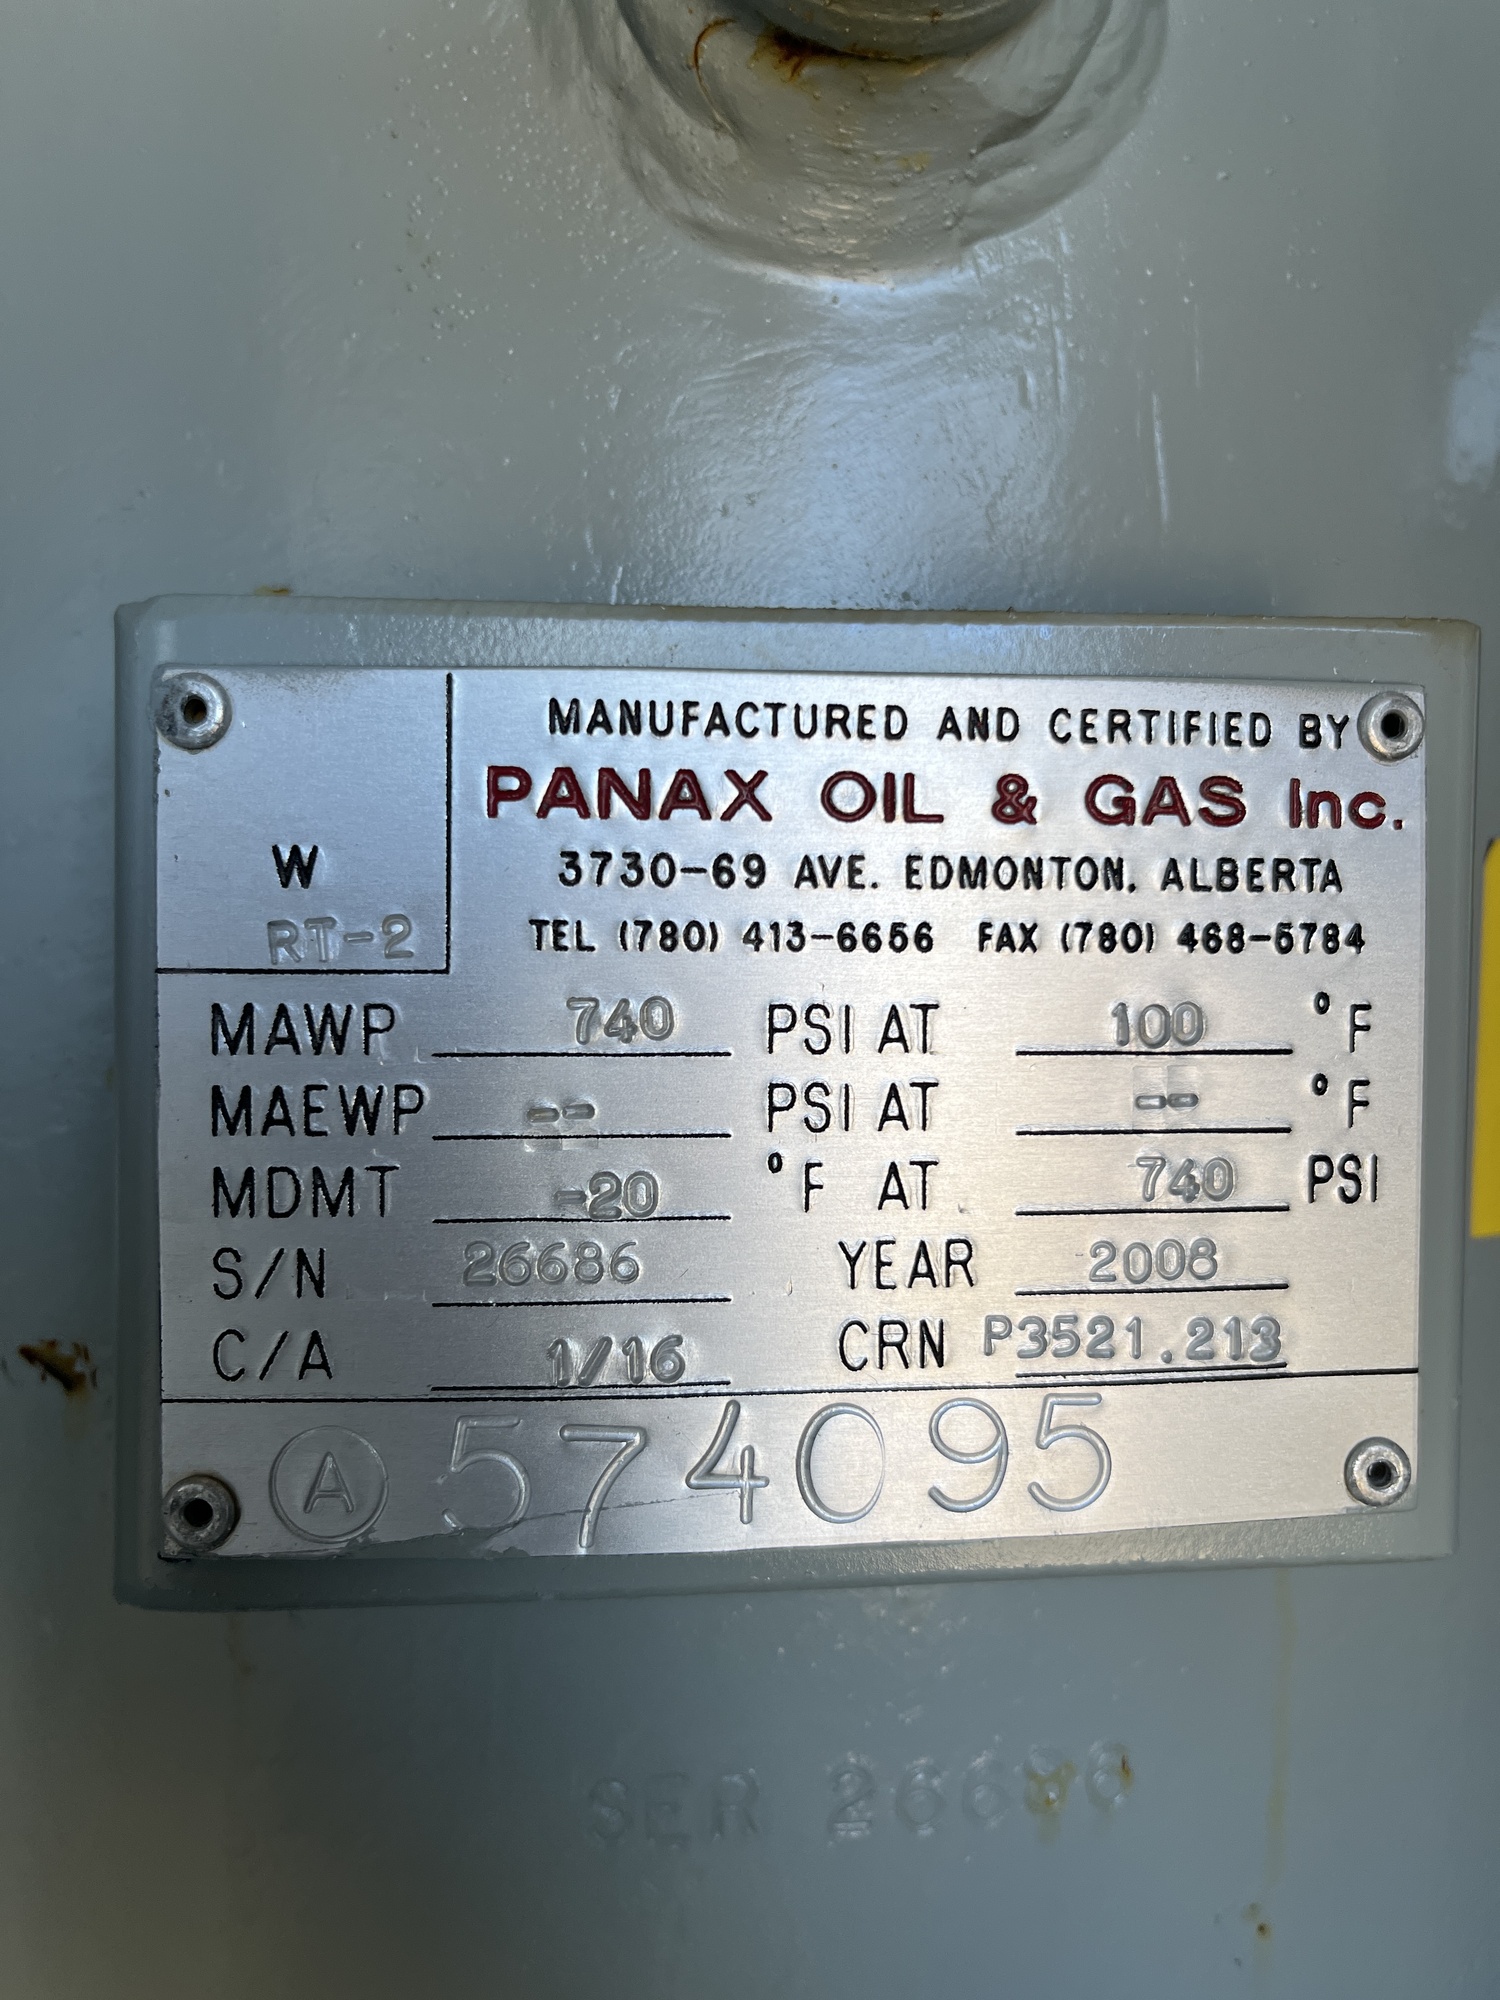 MANUFACTURED AND CERTIFIED BY
PANAX OIL & GAS Inc.
3730-69 AVE. EDMONTON, ALBERTA
TEL (780) 413-6656 FAX (780) 468-5784
W
RT-2
MAWP 740 PSI AT 100 °F
MAEWP -- PSI AT -- °F
MDMT -20 °F AT 740 PSI
S/N 26686 YEAR 2008
C/A 1/16 CRN P3521.213
A 574095
SER 26686